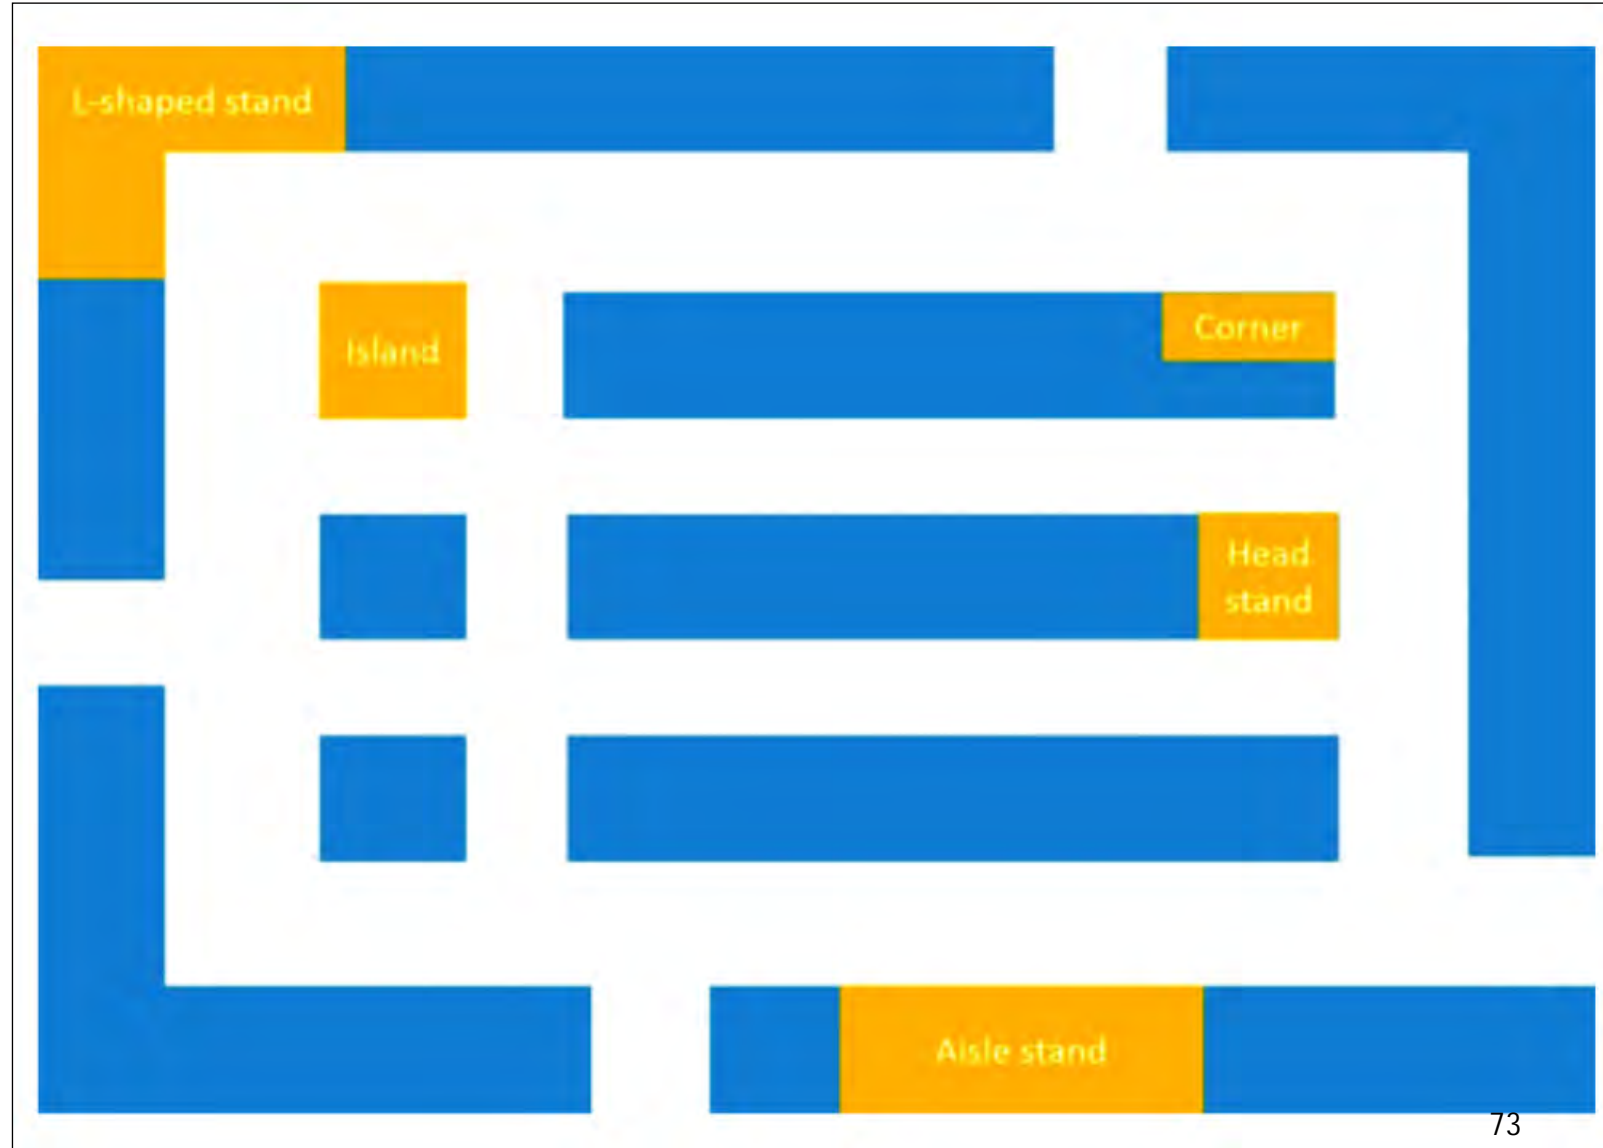 L-shaped stand
Island
Corner
Head
stand
Aisle stand
73